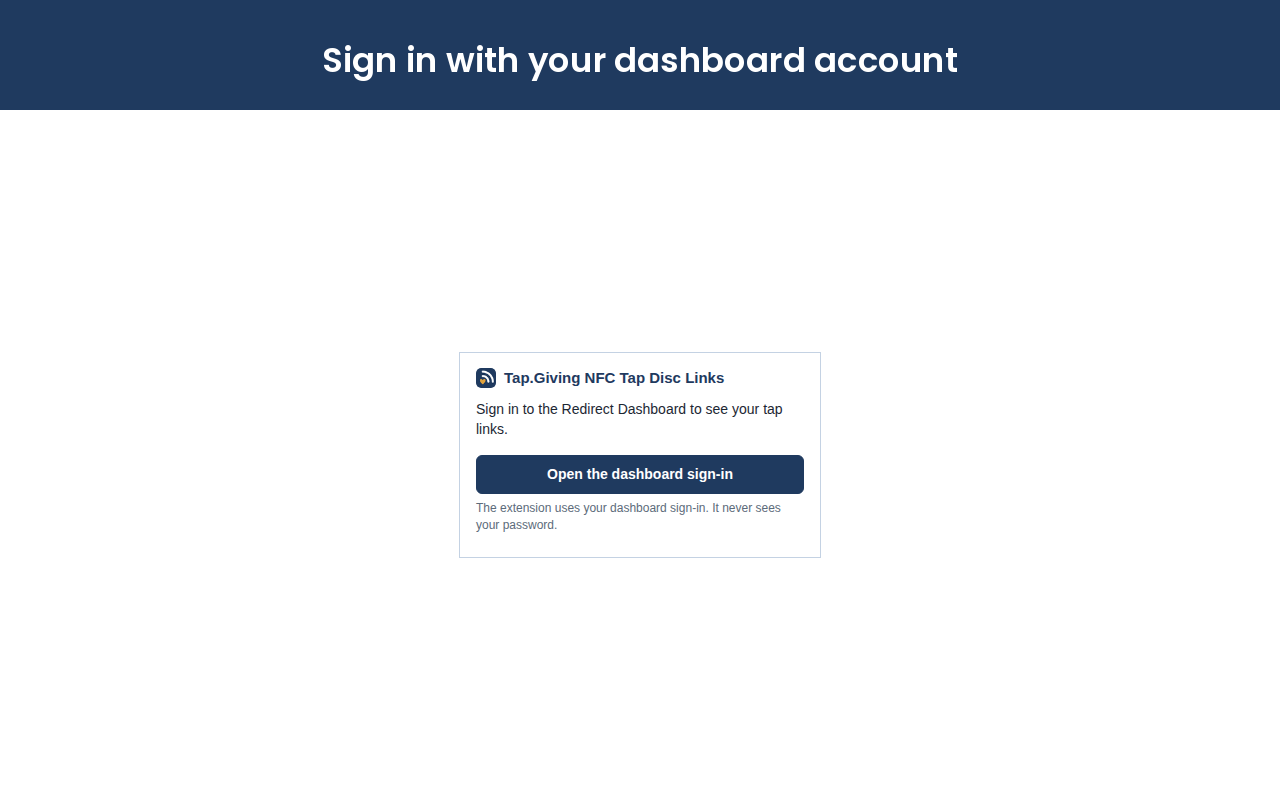 Sign in with your dashboard account
Tap.Giving NFC Tap Disc Links
Sign in to the Redirect Dashboard to see your tap
links.
Open the dashboard sign-in
The extension uses your dashboard sign-in. It never sees
your password.